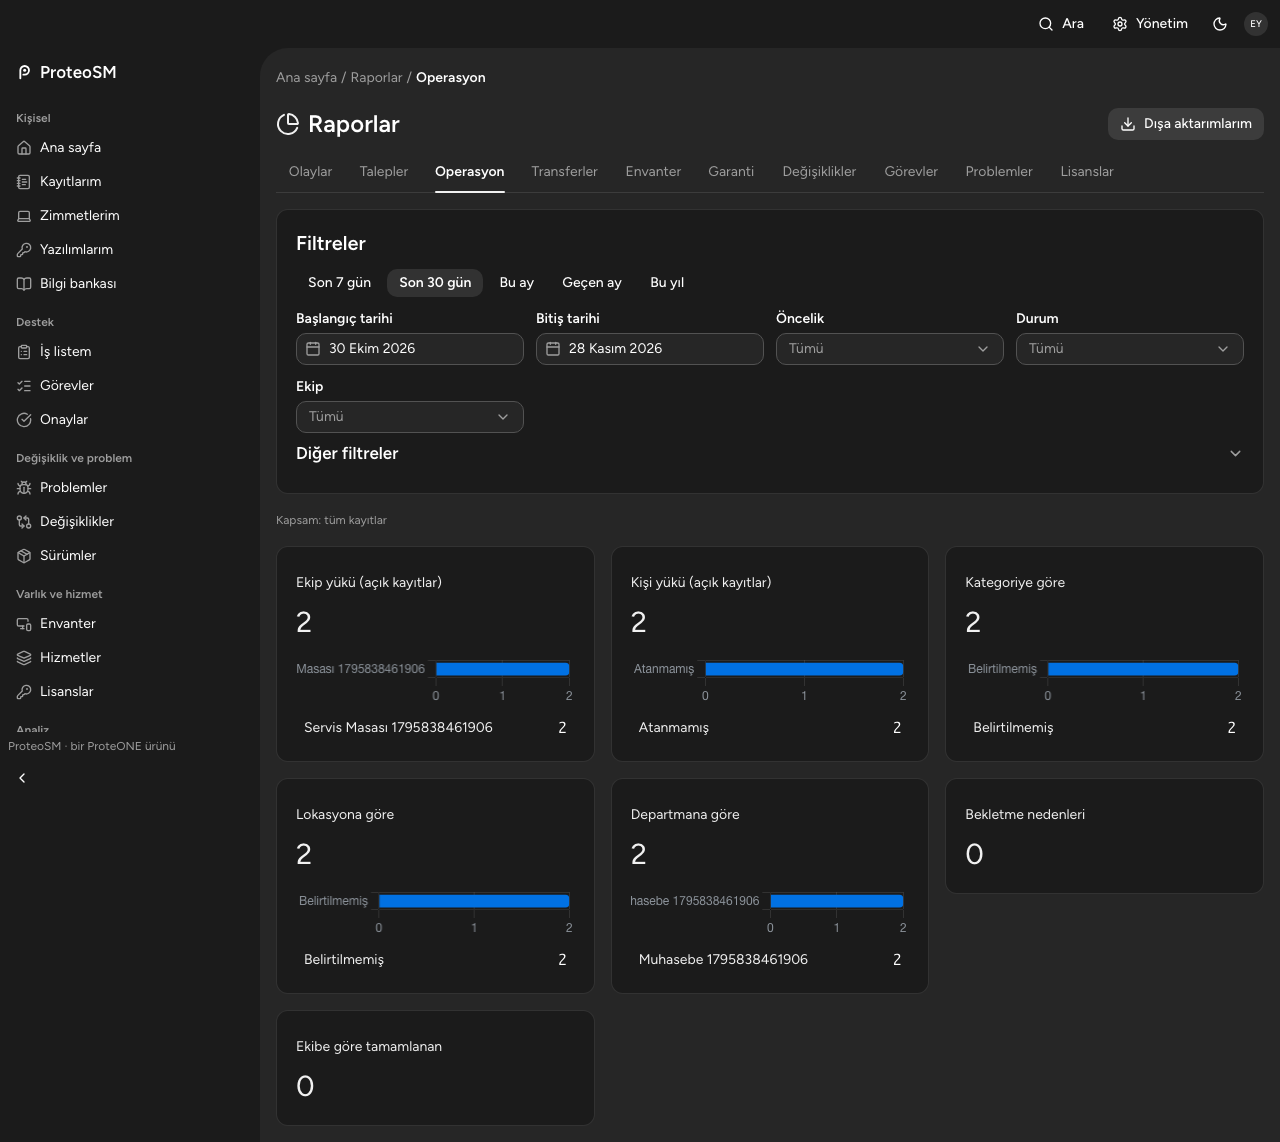 Ara
Yönetim
EY
ProteoSM
Kişisel
Ana sayfa
Kayıtlarım
Zimmetlerim
Yazılımlarım
Bilgi bankası
Destek
İş listem
Görevler
Onaylar
Değişiklik ve problem
Problemler
Değişiklikler
Sürümler
Varlık ve hizmet
Envanter
Hizmetler
Lisanslar
Analiz
ProteoSM · bir ProteONE ürünü
Ana sayfa / Raporlar / Operasyon
Raporlar
Dışa aktarımlarım
Olaylar Talepler Operasyon Transferler Envanter Garanti Değişiklikler Görevler Problemler Lisanslar
Filtreler
Son 7 gün Son 30 gün Bu ay Geçen ay Bu yıl
Başlangıç tarihi Bitiş tarihi Öncelik Durum
30 Ekim 2026 28 Kasım 2026 Tümü Tümü
Ekip
Tümü
Diğer filtreler
Kapsam: tüm kayıtlar
Ekip yükü (açık kayıtlar)
2
Masası 1795838461906
0 1 2
Servis Masası 1795838461906 2
Kişi yükü (açık kayıtlar)
2
Atanmamış
0 1 2
Atanmamış 2
Kategoriye göre
2
Belirtilmemiş
0 1 2
Belirtilmemiş 2
Lokasyona göre
2
Belirtilmemiş
0 1 2
Belirtilmemiş 2
Departmana göre
2
hasebe 1795838461906
0 1 2
Muhasebe 1795838461906 2
Bekletme nedenleri
0
Ekibe göre tamamlanan
0